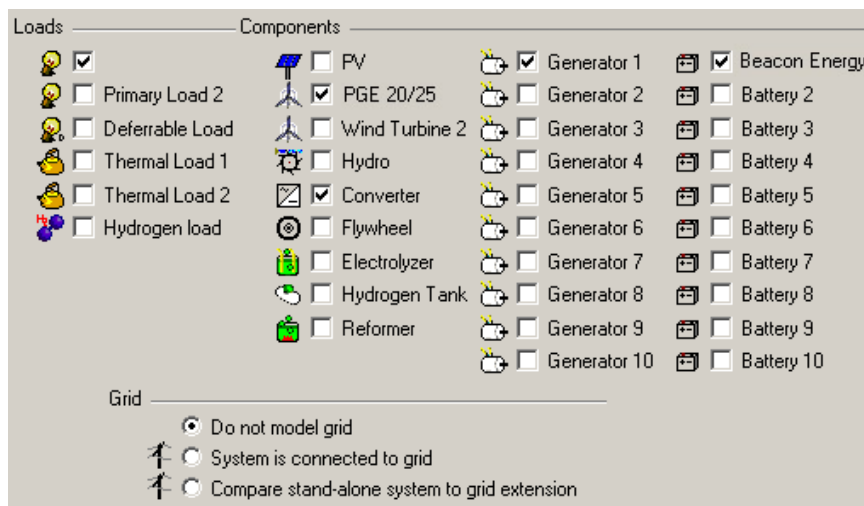 Loads Components
PV Generator 1 Beacon Energy
Primary Load 2 PGE 20/25 Generator 2 Battery 2
Deferrable Load Wind Turbine 2 Generator 3 Battery 3
Thermal Load 1 Hydro Generator 4 Battery 4
Thermal Load 2 Converter Generator 5 Battery 5
Hydrogen load Flywheel Generator 6 Battery 6
Electrolyzer Generator 7 Battery 7
Hydrogen Tank Generator 8 Battery 8
Reformer Generator 9 Battery 9
Generator 10 Battery 10
Grid
Do not model grid
System is connected to grid
Compare stand-alone system to grid extension